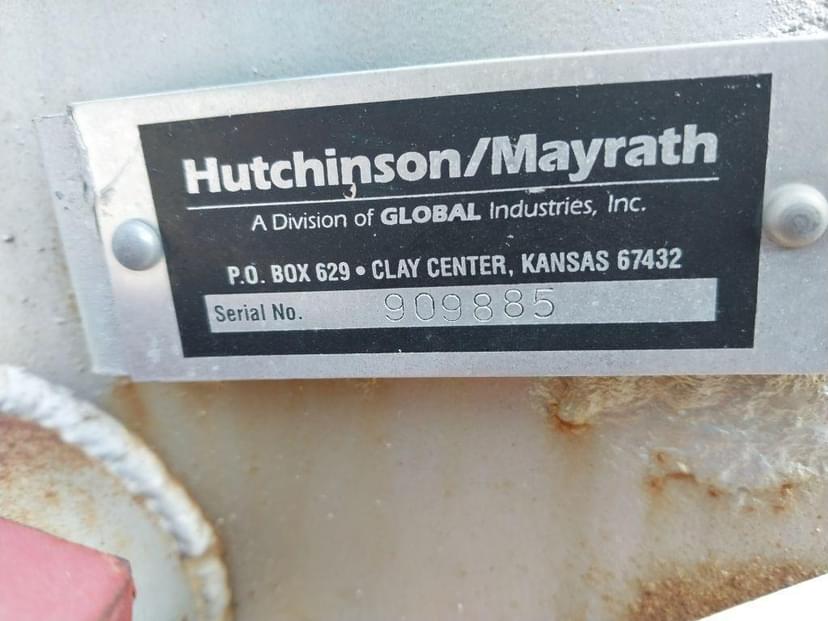 Hutchinson/Mayrath
A Division of GLOBAL Industries, Inc.
P.O. BOX 629 • CLAY CENTER, KANSAS 67432
Serial No. 909885